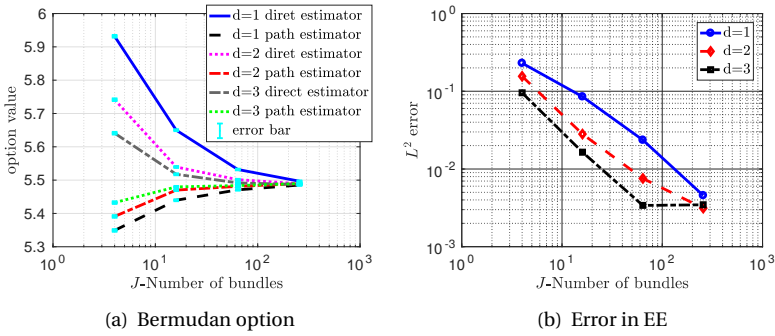 6
5.9
5.8
5.7
5.6
5.5
5.4
5.3
option value
10^0
10^1
10^2
10^3
J-Number of bundles
d=1 diret estimator
d=1 path estimator
d=2 diret estimator
d=2 path estimator
d=3 direct estimator
d=3 path estimator
error bar
(a) Bermudan option
10^0
10^-1
10^-2
10^-3
L^2 error
10^0
10^1
10^2
10^3
J-Number of bundles
d=1
d=2
d=3
(b) Error in EE